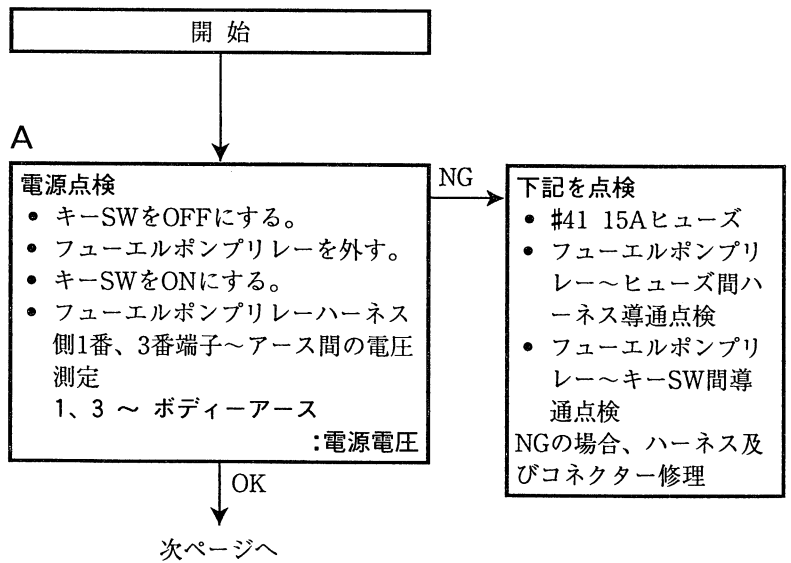 開 始
A
電源点検
• キーSWをOFFにする。
• フューエルポンプリレーを外す。
• キーSWをONにする。
• フューエルポンプリレーハーネス
側1番、3番端子～アース間の電圧
測定
1、3 ～ ボディーアース
:電源電圧
NG
下記を点検
• #41 15Aヒューズ
• フューエルポンプリ
レー～ヒューズ間ハ
ーネス導通点検
• フューエルポンプリ
レー～キーSW間導
通点検
NGの場合、ハーネス及
びコネクター修理
OK
次ページへ